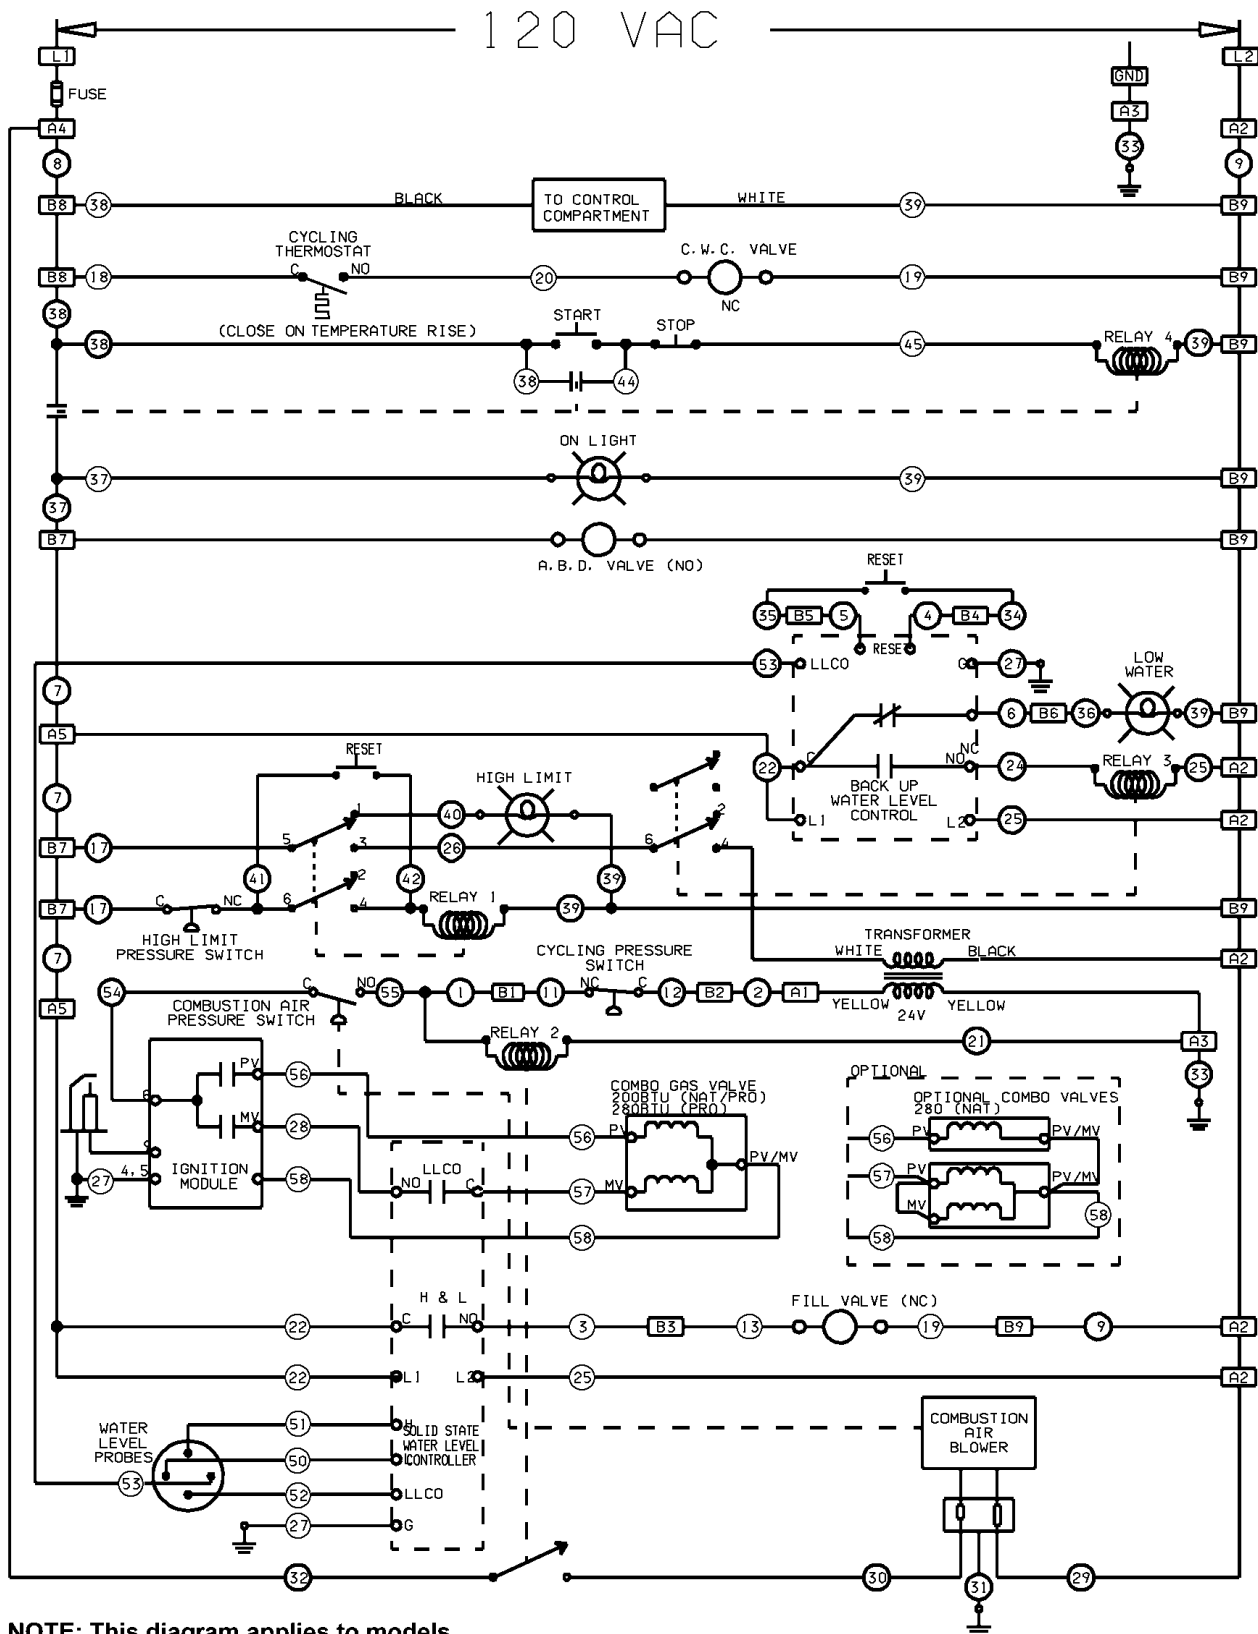 120 VAC
L1 L2
FUSE GND
A4 A3 A2
8 33 9
B8 38 BLACK TO CONTROL COMPARTMENT WHITE 39 B9
CYCLING
THERMOSTAT C.W.C. VALVE
C NO
B8 18 20 19 B9
NC
38
(CLOSE ON TEMPERATURE RISE) START STOP
38 45 RELAY 4 39 B9
38 44
ON LIGHT
37 39 B9
37
B7 B9
A.B.D. VALVE (NO)
RESET
35 B5 5 4 B4 34
RESET
53 LLCO G 27
LOW
WATER
7
6 B6 36 39 B9
A5
RESET
22 C NC
NO 24 RELAY 3 25 A2
HIGH LIMIT
BACK UP
WATER LEVEL
CONTROL
7
1 40 2
L1 L2 25 A2
B7 17 5 3 26 6 4
41 42 39
2
B7 17 C NC 6 4 RELAY 1 39 B9
HIGH LIMIT
PRESSURE SWITCH
TRANSFORMER
WHITE BLACK A2
7
CYCLING PRESSURE
SWITCH
54 C NO 55 1 B1 11 NC C 12 B2 2 A1
A5
COMBUSTION AIR
PRESSURE SWITCH
YELLOW 24V YELLOW
RELAY 2 21 A3
33
OPTIONAL
PV 56
COMBO GAS VALVE
200BTU (NAT/PRO)
280BTU (PRO)
OPTIONAL COMBO VALVES
280 (NAT)
6
MV 28 56 PV 56 PV PV/MV
9
PV/MV
27 4,5 IGNITION
MODULE 58
LLCO
NO C 57 MV
57 PV PV/MV
MV
58
58 58
H & L
FILL VALVE (NC)
22 C NO 3 B3 13 19 B9 9 A2
22 L1 L2 25 A2
WATER
LEVEL
PROBES
51 H
SOLID STATE
WATER LEVEL
CONTROLLER
COMBUSTION
AIR
BLOWER
50 L
53
52 LLCO
27 G
32 30 31 29
NOTE: This diagram applies to models